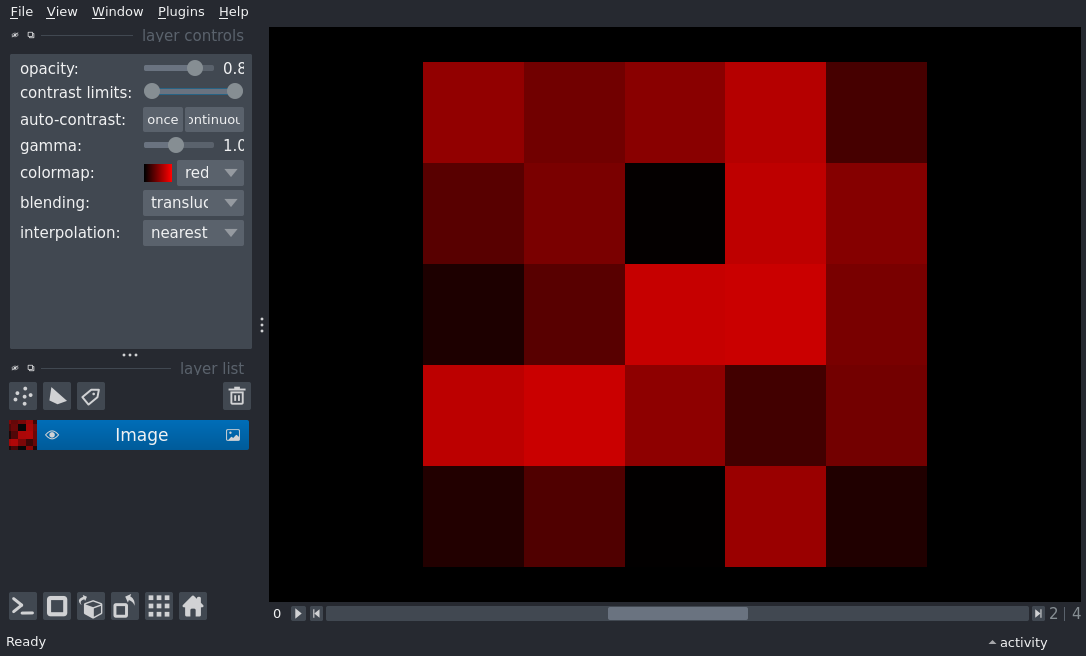 File View Window Plugins Help
layer controls
opacity: 0.8
contrast limits:
auto-contrast: once ontinuou
gamma: 1.0
colormap: red
blending: transluc
interpolation: nearest
layer list
Image
0 2 | 4
Ready
activity